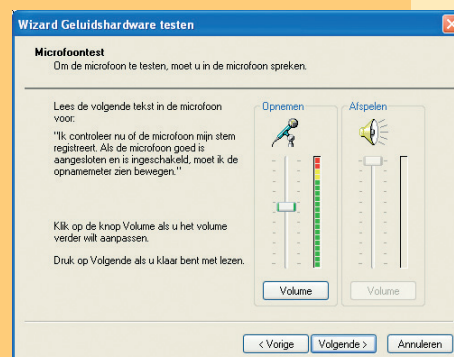 Wizard Geluidshardware testen
Microfoontest
Om de microfoon te testen, moet u in de microfoon spreken.
Lees de volgende tekst in de microfoon
voor:
"Ik controleer nu of de microfoon mijn stem
registreert. Als de microfoon goed is
aangesloten en is ingeschakeld, moet ik de
opnamemeter zien bewegen."
Klik op de knop Volume als u het volume
verder wilt aanpassen.
Druk op Volgende als u klaar bent met lezen.
Opnemen
Volume
Afspelen
Volume
< Vorige
Volgende >
Annuleren